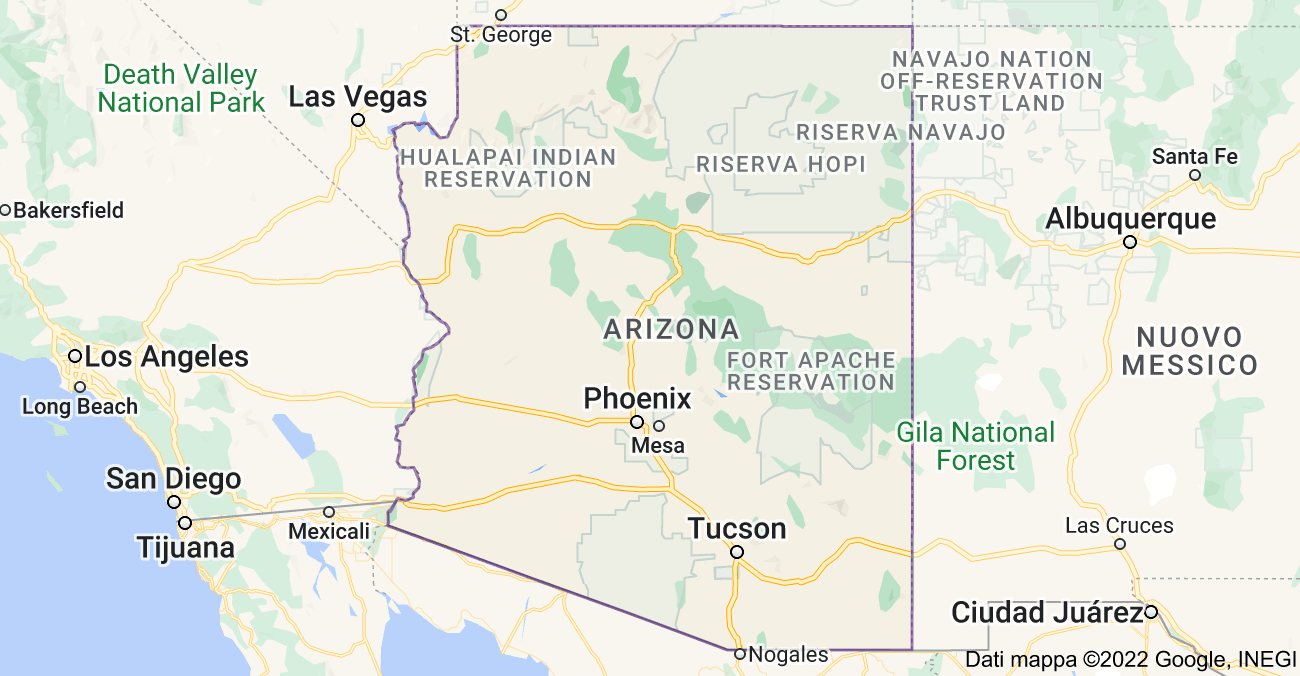 St. George
Death Valley
National Park
Las Vegas
NAVAJO NATION
OFF-RESERVATION
TRUST LAND
RISERVA NAVAJO
HUALAPAI INDIAN
RESERVATION
RISERVA HOPI
Santa Fe
Bakersfield
Albuquerque
ARIZONA
NUOVO
MESSICO
Los Angeles
FORT APACHE
RESERVATION
Long Beach
Phoenix
Mesa
Gila National
Forest
San Diego
Tijuana
Mexicali
Tucson
Las Cruces
Ciudad Juárez
Nogales
Dati mappa ©2022 Google, INEGI